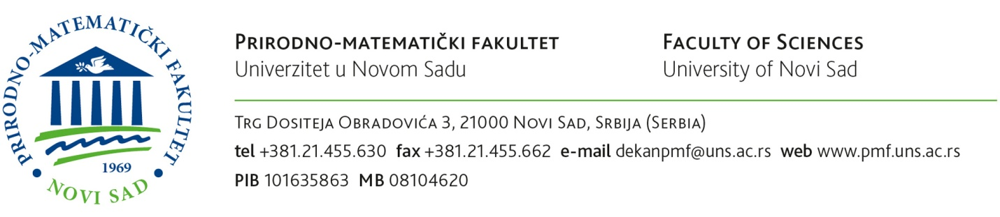 PRIRODNO-MATEMATIČKI FAKULTET
1969
NOVI SAD
PRIRODNO-MATEMATIČKI FAKULTET
Univerzitet u Novom Sadu
FACULTY OF SCIENCES
University of Novi Sad
TRG DOSITEJA OBRADOVIĆA 3, 21000 NOVI SAD, SRBIJA (SERBIA)
tel +381.21.455.630 fax +381.21.455.662 e-mail dekanpmf@uns.ac.rs web www.pmf.uns.ac.rs
PIB 101635863 MB 08104620